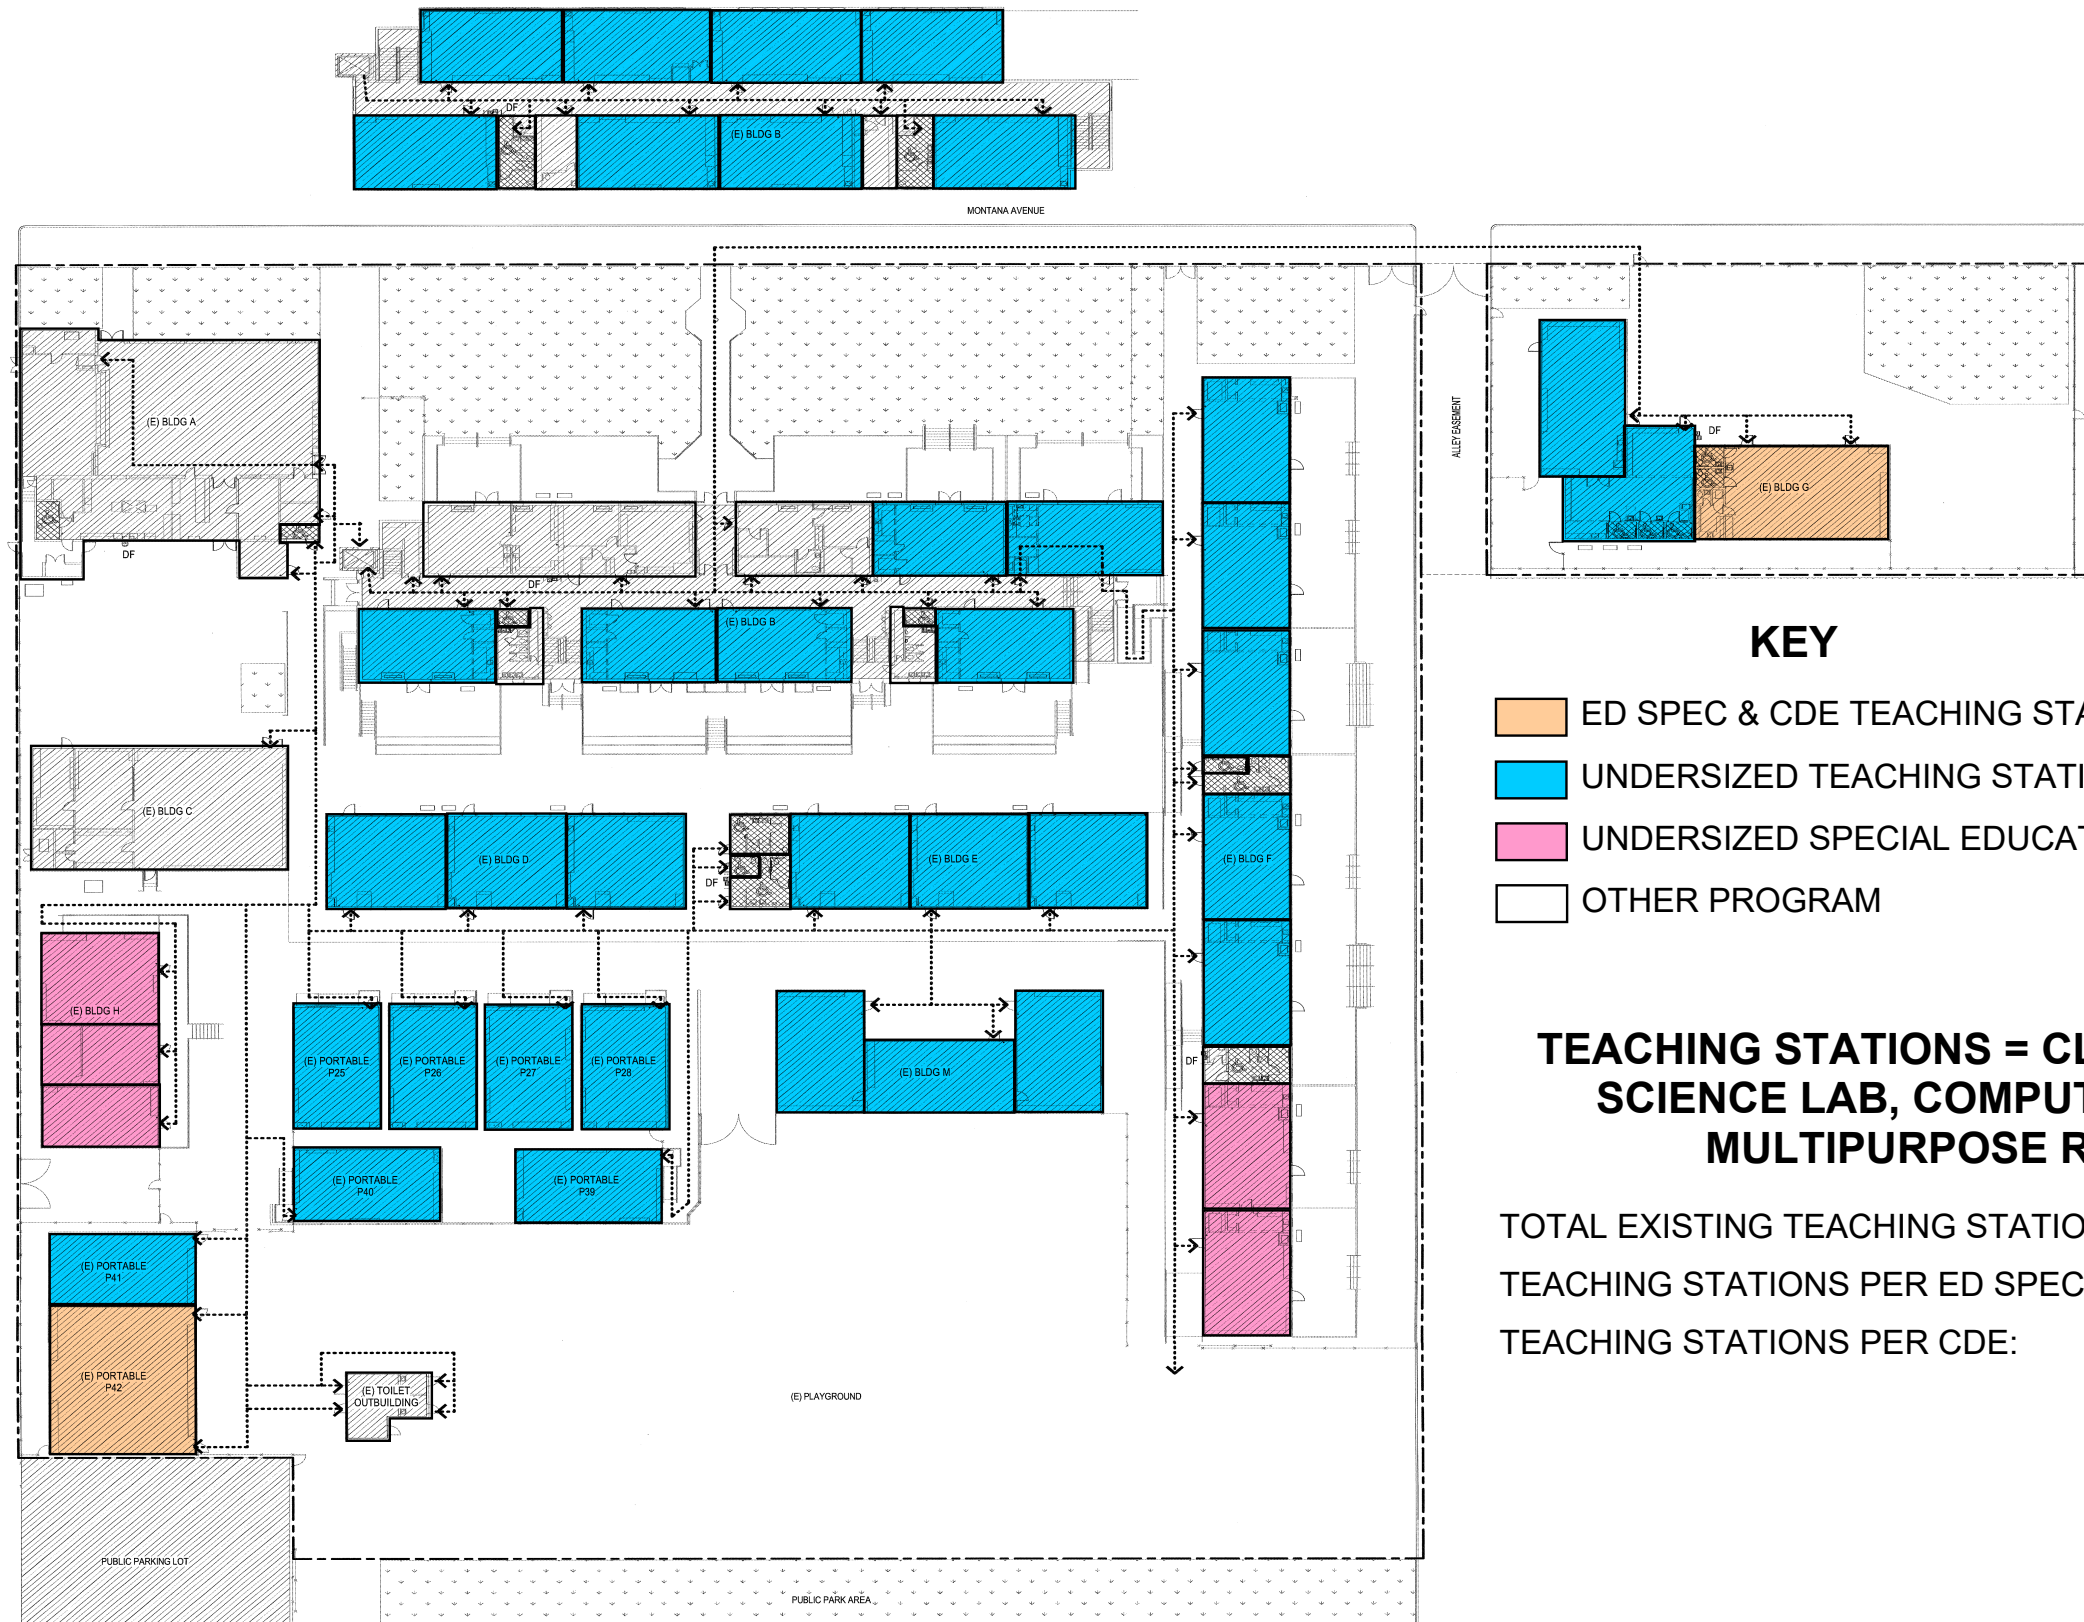 DF
(E) BLDG B
MONTANA AVENUE
(E) BLDG A
DF
ALLEY EASEMENT
DF
(E) BLDG G
DF
(E) BLDG B
KEY
ED SPEC & CDE TEACHING STA
UNDERSIZED TEACHING STATI
UNDERSIZED SPECIAL EDUCAT
OTHER PROGRAM
(E) BLDG C
(E) BLDG D
(E) BLDG E
(E) BLDG F
DF
(E) BLDG H
(E) PORTABLE
P25
(E) PORTABLE
P26
(E) PORTABLE
P27
(E) PORTABLE
P28
(E) BLDG M
DF
TEACHING STATIONS = CL
SCIENCE LAB, COMPUT
MULTIPURPOSE R
(E) PORTABLE
P40
(E) PORTABLE
P39
TOTAL EXISTING TEACHING STATIO
TEACHING STATIONS PER ED SPEC
TEACHING STATIONS PER CDE:
(E) PORTABLE
P41
(E) PORTABLE
P42
(E) TOILET
OUTBUILDING
(E) PLAYGROUND
PUBLIC PARKING LOT
PUBLIC PARK AREA